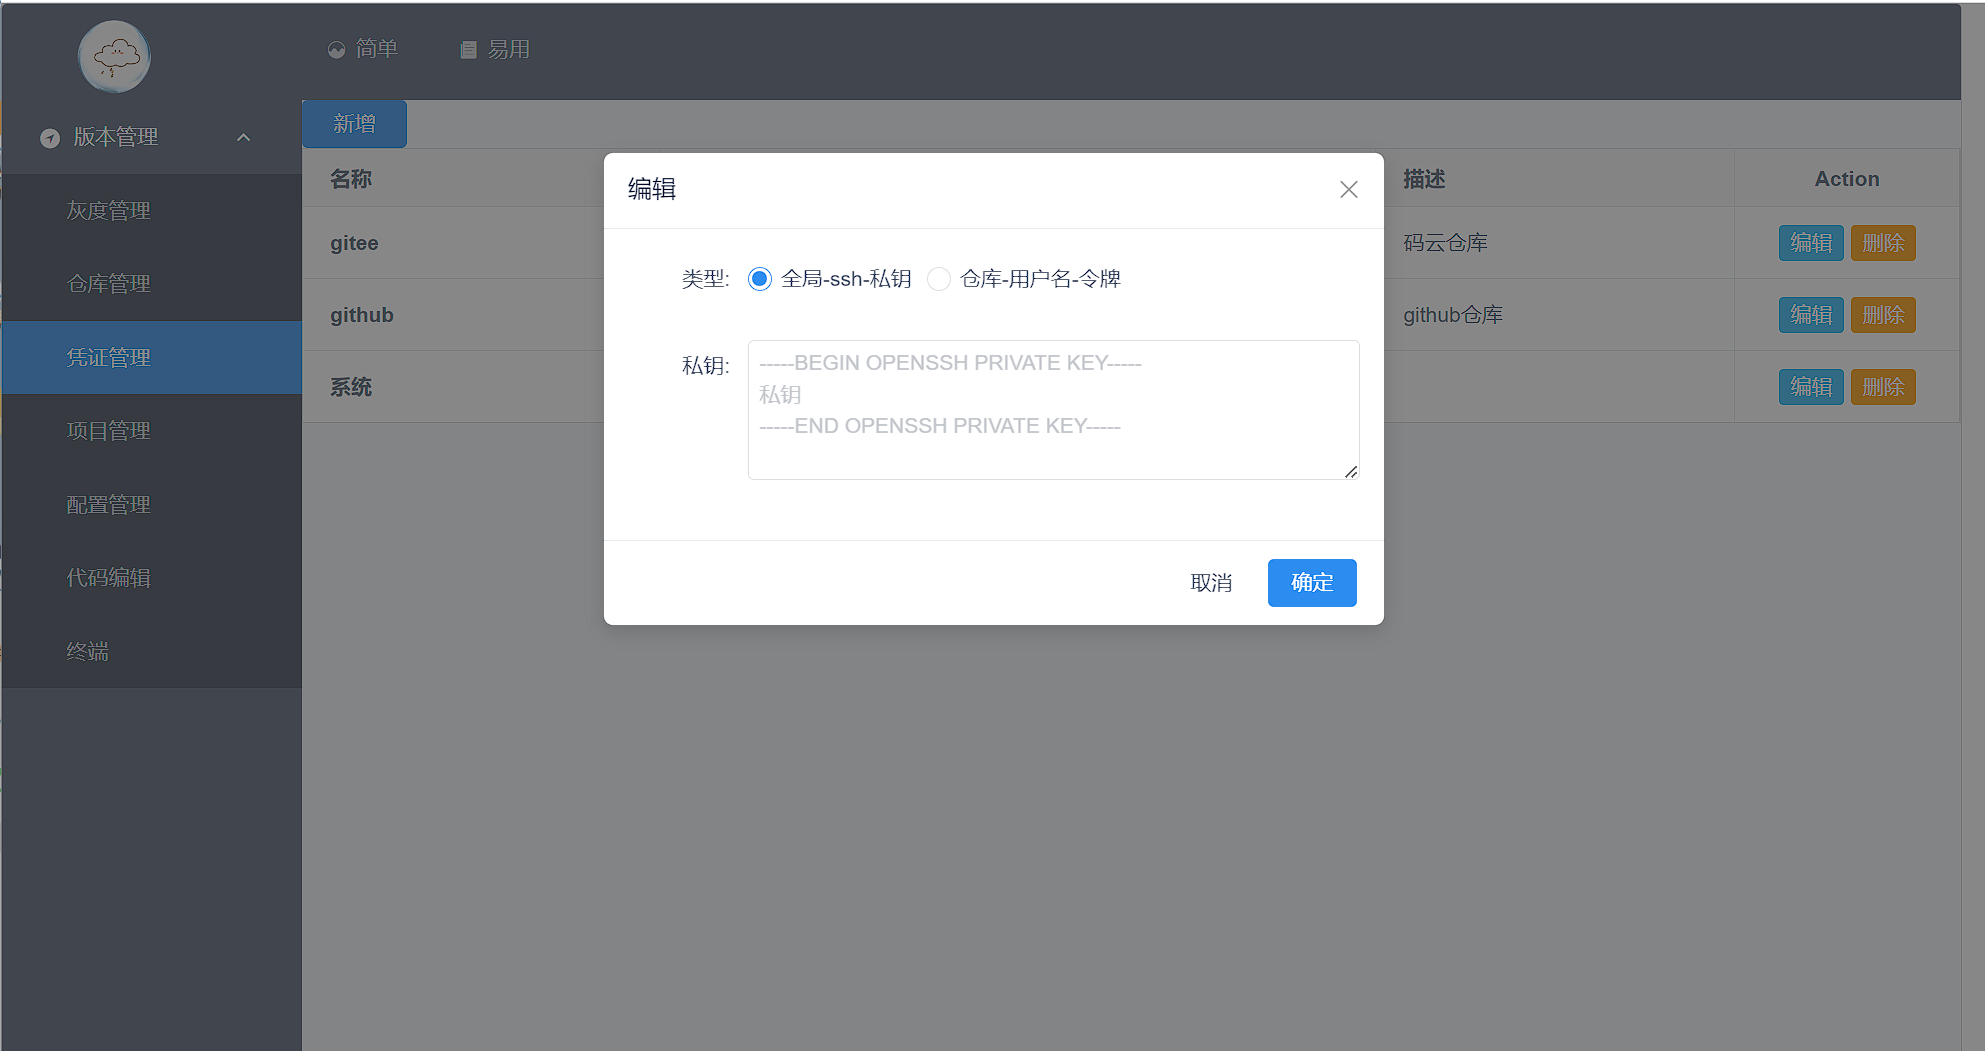 简单
易用
版本管理
灰度管理
仓库管理
凭证管理
项目管理
配置管理
代码编辑
终端
新增
名称 描述 Action
gitee 码云仓库 编辑 删除
github github仓库 编辑 删除
系统 编辑 删除
编辑
类型: 全局-ssh-私钥 仓库-用户名-令牌
私钥: -----BEGIN OPENSSH PRIVATE KEY-----
私钥
-----END OPENSSH PRIVATE KEY-----
取消 确定